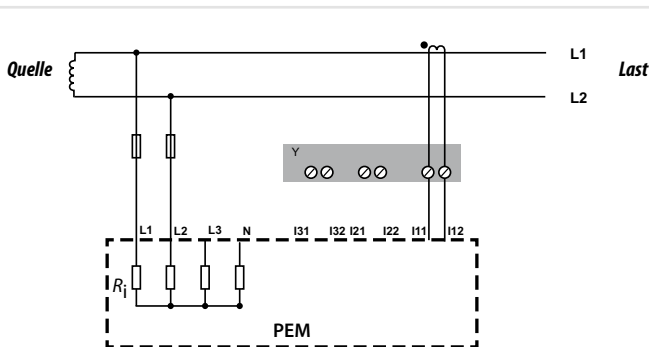 L1
Quelle
Last
L2
Y
L1 L2 L3 N I31 I32 I21 I22 I11 I12
Ri
PEM